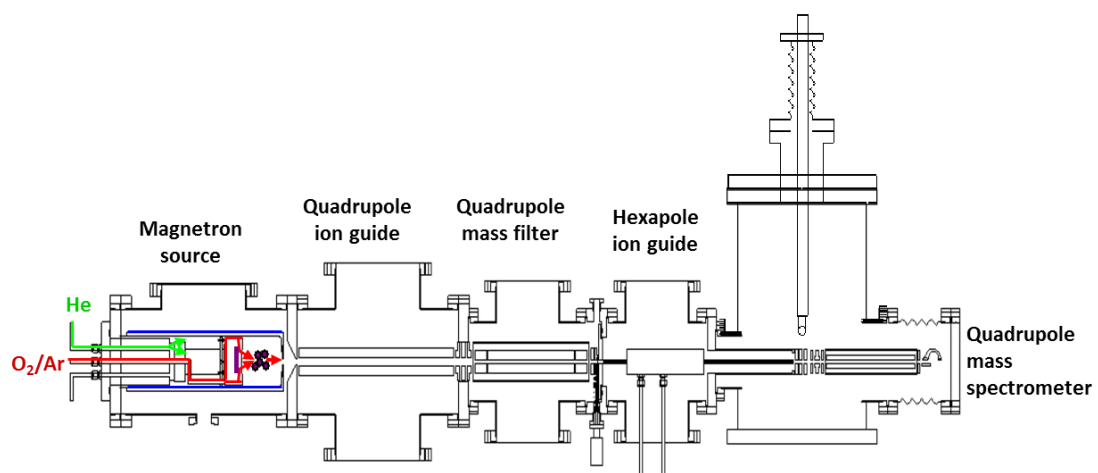 Magnetron
source
Quadrupole
ion guide
Quadrupole
mass filter
Hexapole
ion guide
He
O₂/Ar
Quadrupole
mass
spectrometer